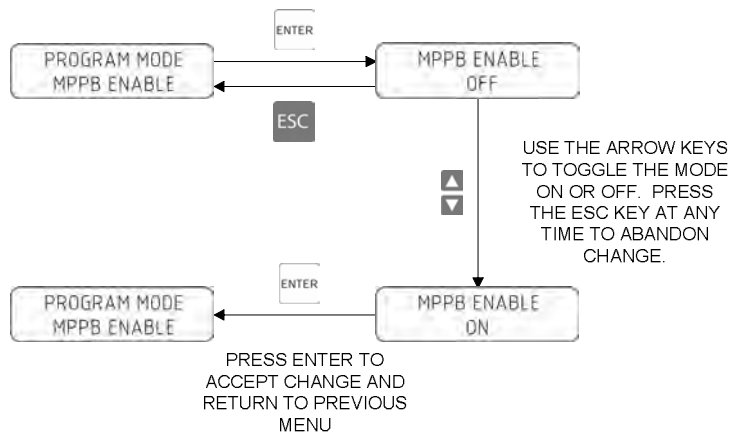 ENTER
PROGRAM MODE
MPPB ENABLE
MPPB ENABLE
OFF
ESC
USE THE ARROW KEYS
TO TOGGLE THE MODE
ON OR OFF. PRESS
THE ESC KEY AT ANY
TIME TO ABANDON
CHANGE.
ENTER
PROGRAM MODE
MPPB ENABLE
MPPB ENABLE
ON
PRESS ENTER TO
ACCEPT CHANGE AND
RETURN TO PREVIOUS
MENU